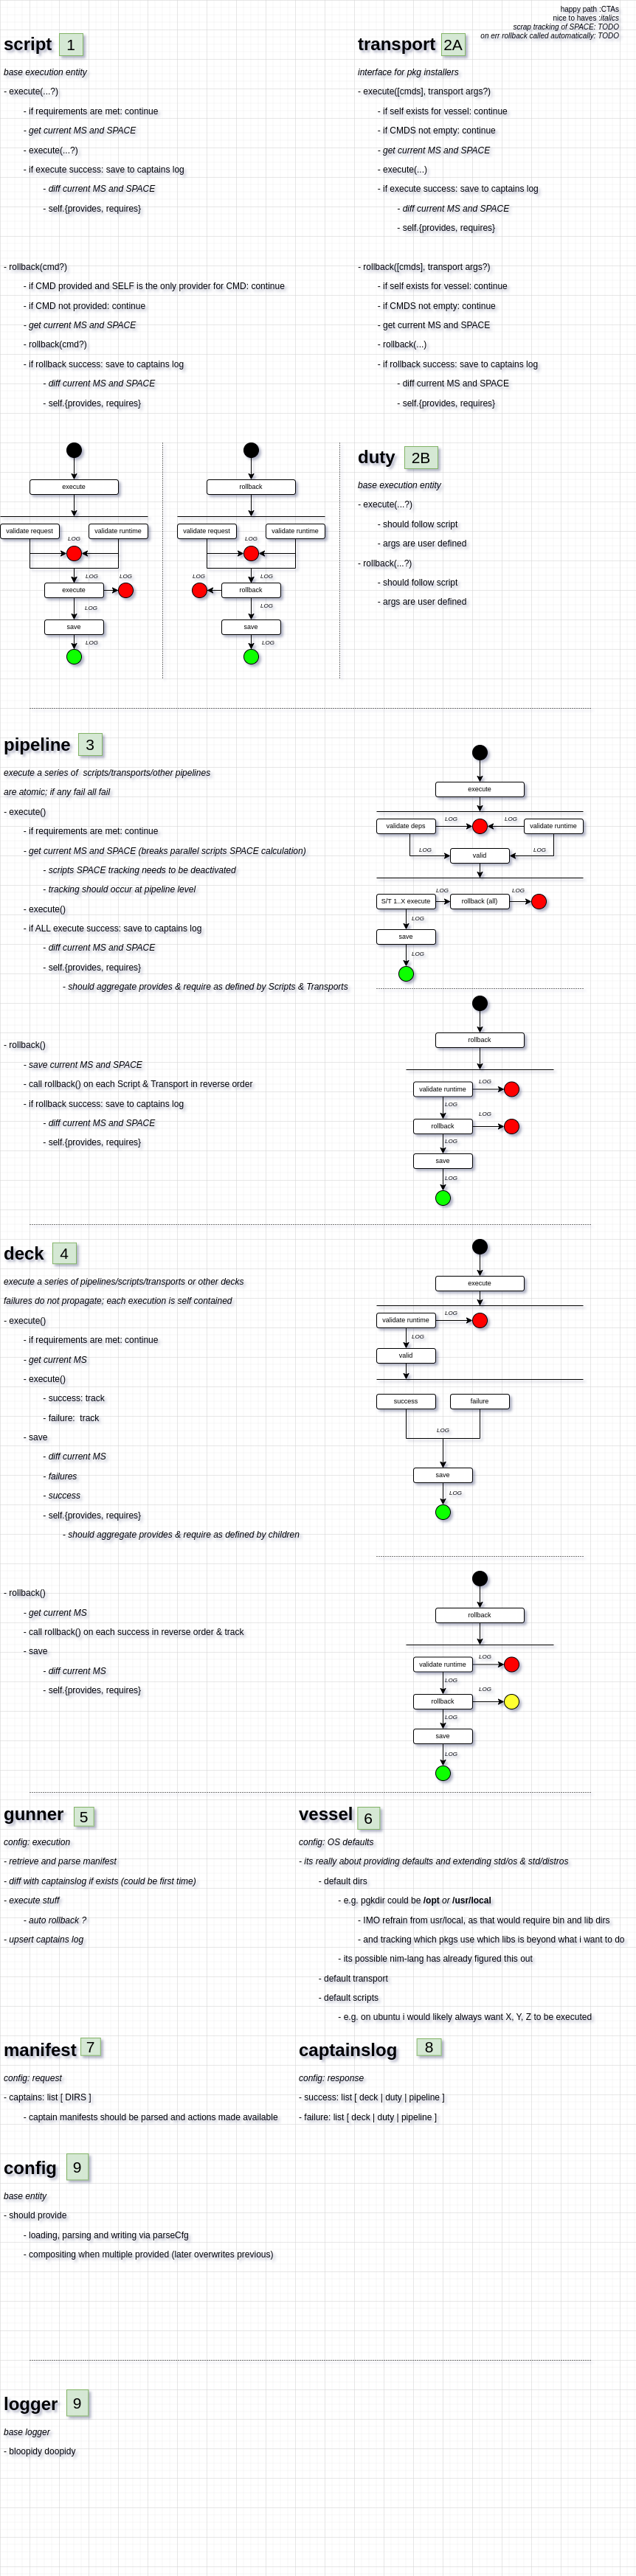 happy path :CTAs
nice to haves :italics
scrap tracking of SPACE: TODO
on err rollback called automatically: TODO
script 1
base execution entity
- execute(...?)
- if requirements are met: continue
- get current MS and SPACE
- execute(...?)
- if execute success: save to captains log
- diff current MS and SPACE
- self.{provides, requires}
- rollback(cmd?)
- if CMD provided and SELF is the only provider for CMD: continue
- if CMD not provided: continue
- get current MS and SPACE
- rollback(cmd?)
- if rollback success: save to captains log
- diff current MS and SPACE
- self.{provides, requires}
transport 2A
interface for pkg installers
- execute([cmds], transport args?)
- if self exists for vessel: continue
- if CMDS not empty: continue
- get current MS and SPACE
- execute(...)
- if execute success: save to captains log
- diff current MS and SPACE
- self.{provides, requires}
- rollback([cmds], transport args?)
- if self exists for vessel: continue
- if CMDS not empty: continue
- get current MS and SPACE
- rollback(...)
- if rollback success: save to captains log
- diff current MS and SPACE
- self.{provides, requires}
execute
validate request
validate runtime
LOG
LOG
LOG
execute
LOG
save
LOG
rollback
validate request
validate runtime
LOG
LOG
LOG
rollback
LOG
save
LOG
duty 2B
base execution entity
- execute(...?)
- should follow script
- args are user defined
- rollback(...?)
- should follow script
- args are user defined
pipeline 3
execute a series of  scripts/transports/other pipelines
are atomic; if any fail all fail
- execute()
- if requirements are met: continue
- get current MS and SPACE (breaks parallel scripts SPACE calculation)
- scripts SPACE tracking needs to be deactivated
- tracking should occur at pipeline level
- execute()
- if ALL execute success: save to captains log
- diff current MS and SPACE
- self.{provides, requires}
- should aggregate provides & require as defined by Scripts & Transports
- rollback()
- save current MS and SPACE
- call rollback() on each Script & Transport in reverse order
- if rollback success: save to captains log
- diff current MS and SPACE
- self.{provides, requires}
execute
validate deps
LOG
LOG
validate runtime
LOG
valid
LOG
S/T 1..X execute
LOG
rollback (all)
LOG
LOG
save
LOG
rollback
validate runtime
LOG
LOG
rollback
LOG
LOG
save
LOG
deck 4
execute a series of pipelines/scripts/transports or other decks
failures do not propagate; each execution is self contained
- execute()
- if requirements are met: continue
- get current MS
- execute()
- success: track
- failure:  track
- save
- diff current MS
- failures
- success
- self.{provides, requires}
- should aggregate provides & require as defined by children
- rollback()
- get current MS
- call rollback() on each success in reverse order & track
- save
- diff current MS
- self.{provides, requires}
execute
validate runtime
LOG
LOG
valid
success
failure
LOG
save
LOG
rollback
validate runtime
LOG
LOG
rollback
LOG
LOG
save
LOG
gunner 5
config: execution
- retrieve and parse manifest
- diff with captainslog if exists (could be first time)
- execute stuff
- auto rollback ?
- upsert captains log
vessel 6
config: OS defaults
- its really about providing defaults and extending std/os & std/distros
- default dirs
- e.g. pgkdir could be /opt or /usr/local
- IMO refrain from usr/local, as that would require bin and lib dirs
- and tracking which pkgs use which libs is beyond what i want to do
- its possible nim-lang has already figured this out
- default transport
- default scripts
- e.g. on ubuntu i would likely always want X, Y, Z to be executed
manifest 7
config: request
- captains: list [ DIRS ]
- captain manifests should be parsed and actions made available
captainslog 8
config: response
- success: list [ deck | duty | pipeline ]
- failure: list [ deck | duty | pipeline ]
config 9
base entity
- should provide
- loading, parsing and writing via parseCfg
- compositing when multiple provided (later overwrites previous)
logger 9
base logger
- bloopidy doopidy